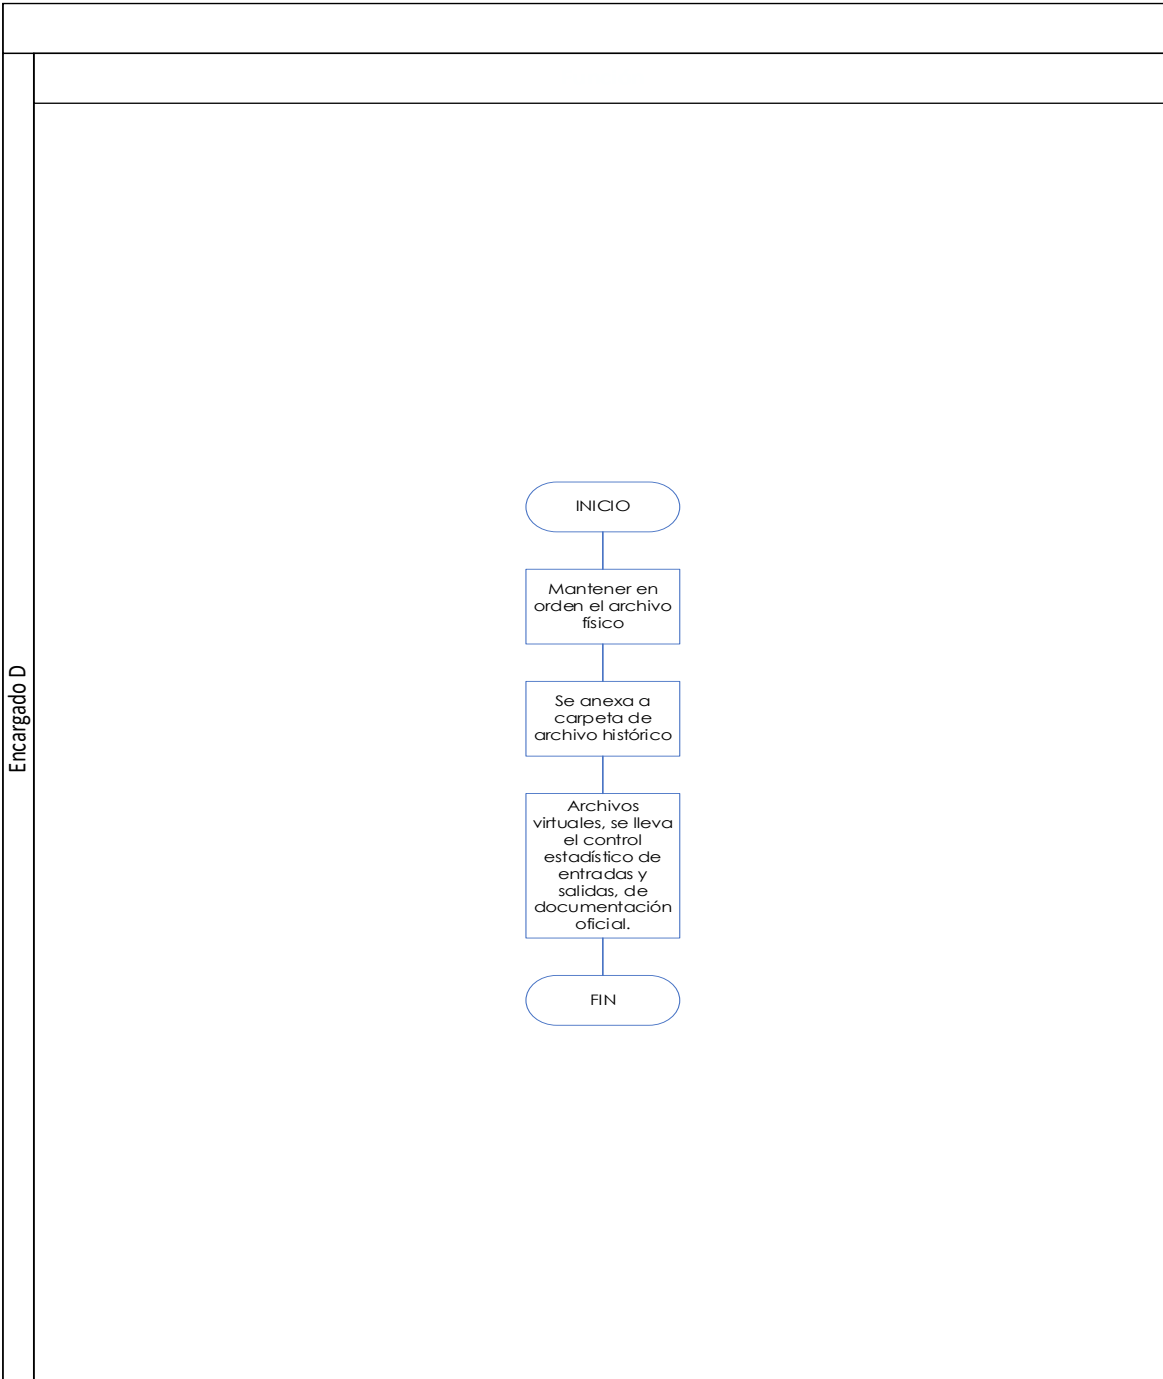 INICIO
Mantener en
orden el archivo
físico
Encargado D
Se anexa a
carpeta de
archivo histórico
Archivos
virtuales, se lleva
el control
estadístico de
entradas y
salidas, de
documentación
oficial.
FIN